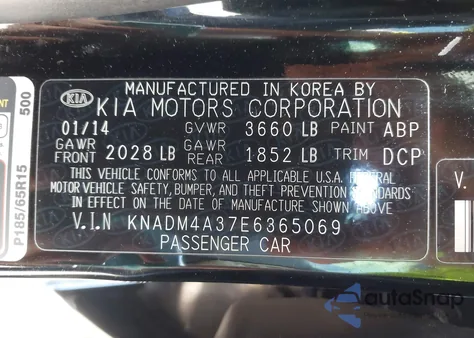 MANUFACTURED IN KOREA BY
KIA KIA MOTORS CORPORATION
01/14 GVWR 3660 LB PAINT ABP
GAWR FRONT 2028 LB GAWR REAR 1852 LB TRIM DCP
THIS VEHICLE CONFORMS TO ALL APPLICABLE FEDERAL
MOTOR VEHICLE SAFETY, BUMPER, AND THEFT PREVENTION STANDARDS
IN EFFECT ON THE DATE OF MANUFACTURE SHOWN ABOVE.
V.I.N KNADM4A37E6365069
PASSENGER CAR
P185/65R15
500
autoSnap